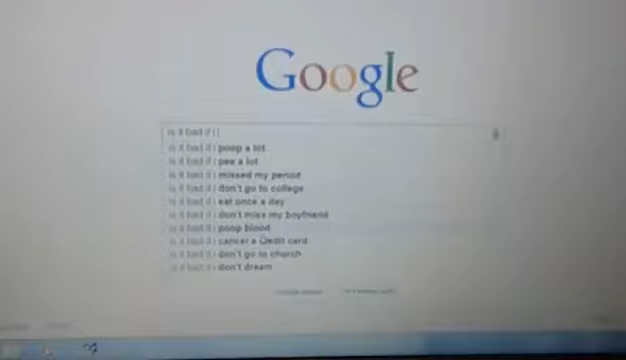 Google
is it bad if i
is it bad if i poop a lot
is it bad if i pee a lot
is it bad if i missed my period
is it bad if i don't go to college
is it bad if i eat once a day
is it bad if i don't miss my boyfriend
is it bad if i poop blood
is it bad if i cancel a credit card
is it bad if i don't go to church
is it bad if i don't dream